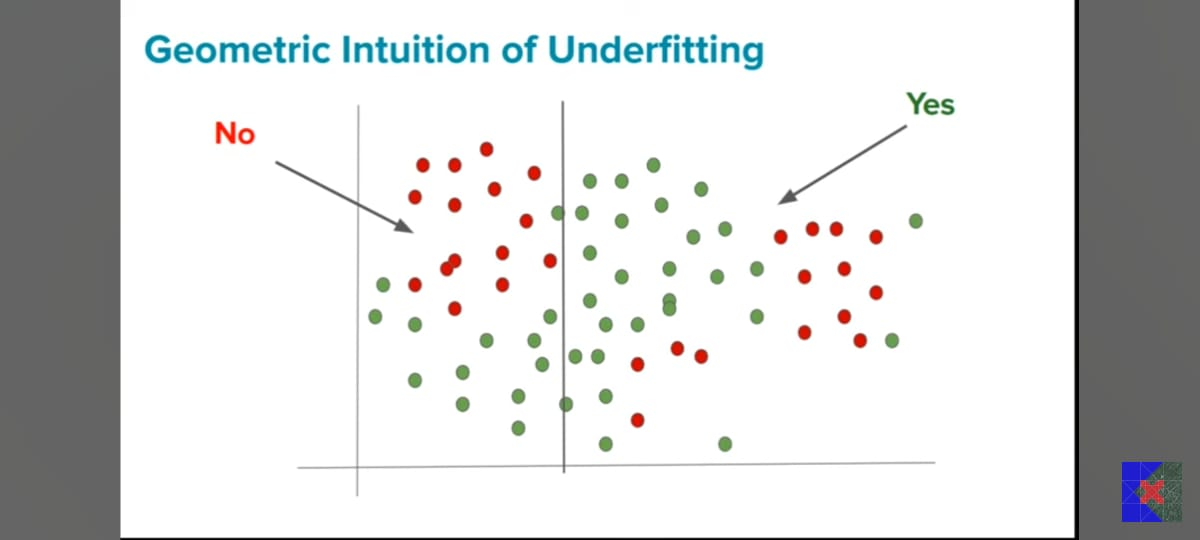 Geometric Intuition of Underfitting
Yes
No